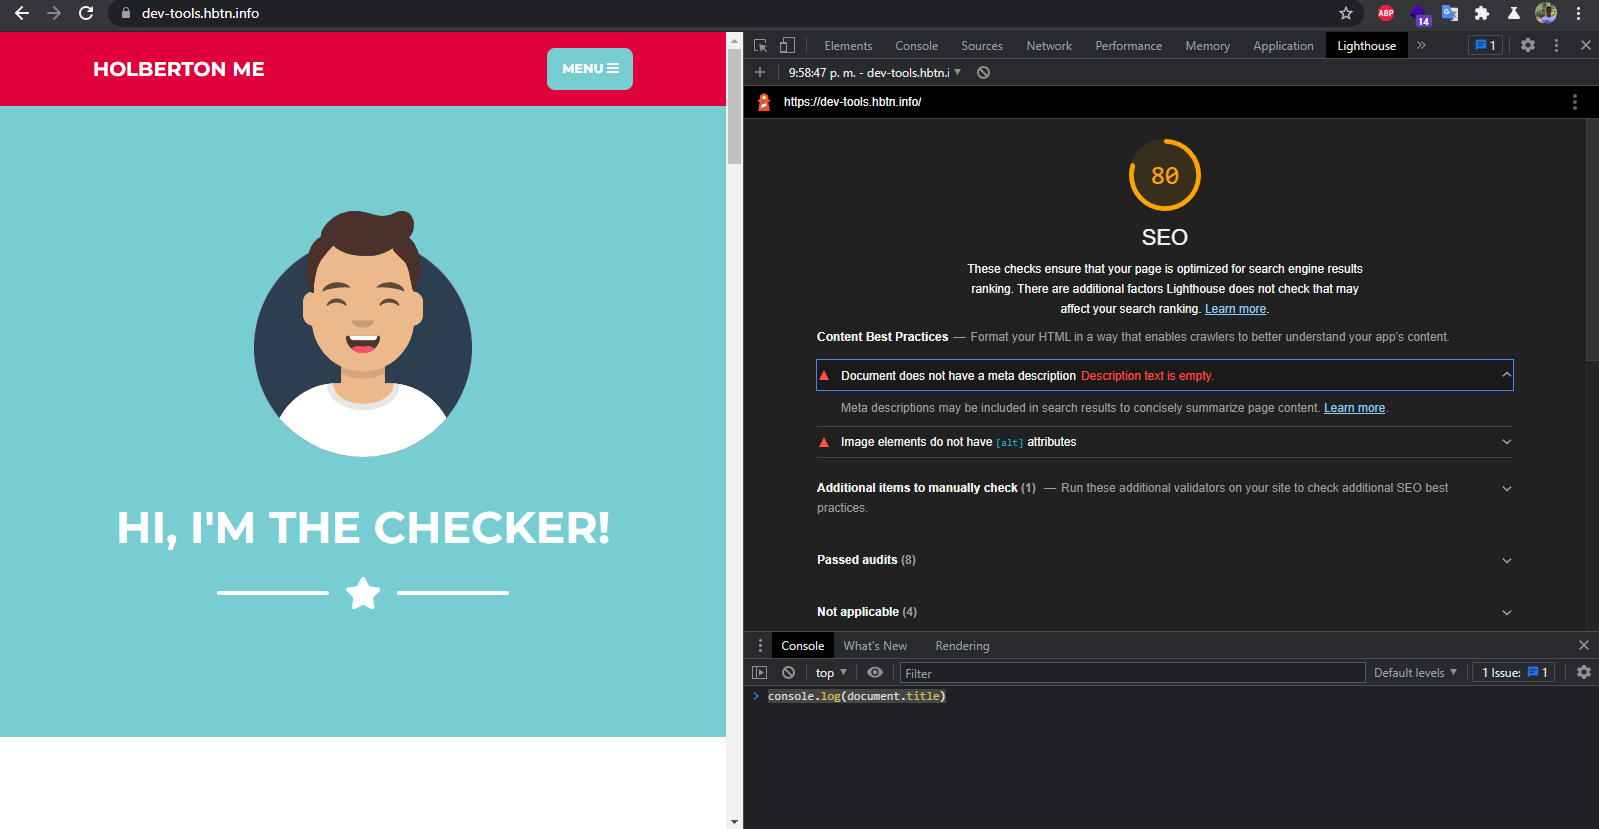 dev-tools.hbtn.info
ABP
14
HOLBERTON ME
MENU
HI, I'M THE CHECKER!
Elements Console Sources Network Performance Memory Application Lighthouse » 1
9:58:47 p. m. - dev-tools.hbtn.i
https://dev-tools.hbtn.info/
80
SEO
These checks ensure that your page is optimized for search engine results
ranking. There are additional factors Lighthouse does not check that may
affect your search ranking. Learn more.
Content Best Practices — Format your HTML in a way that enables crawlers to better understand your app's content.
Document does not have a meta description Description text is empty.
Meta descriptions may be included in search results to concisely summarize page content. Learn more.
Image elements do not have [alt] attributes
Additional items to manually check (1) — Run these additional validators on your site to check additional SEO best
practices.
Passed audits (8)
Not applicable (4)
Console What's New Rendering
top Filter Default levels 1 Issue: 1
> console.log(document.title)